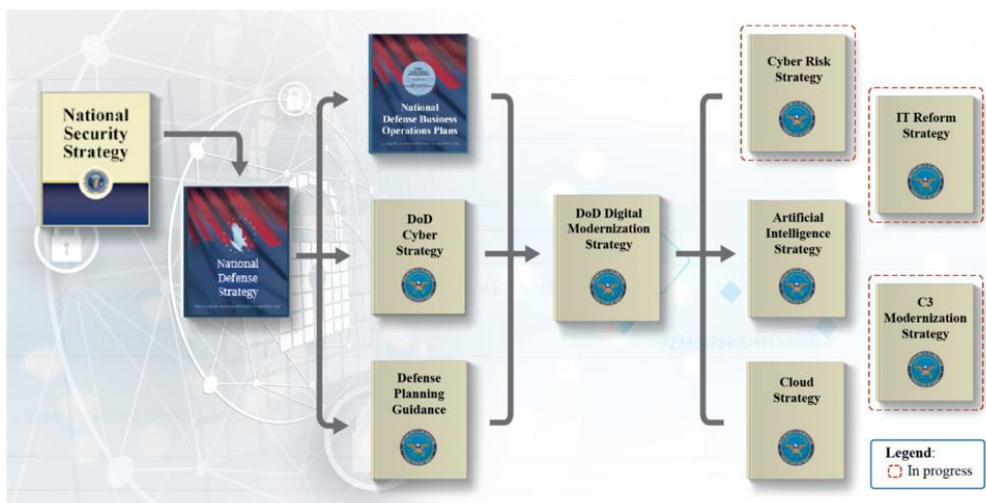 National
Security
Strategy
National
Defense
Strategy
National
Defense Business
Operations Plans
DoD
Cyber
Strategy
Defense
Planning
Guidance
DoD Digital
Modernization
Strategy
Cyber Risk
Strategy
IT Reform
Strategy
Artificial
Intelligence
Strategy
C3
Modernization
Strategy
Cloud
Strategy
Legend:
In progress